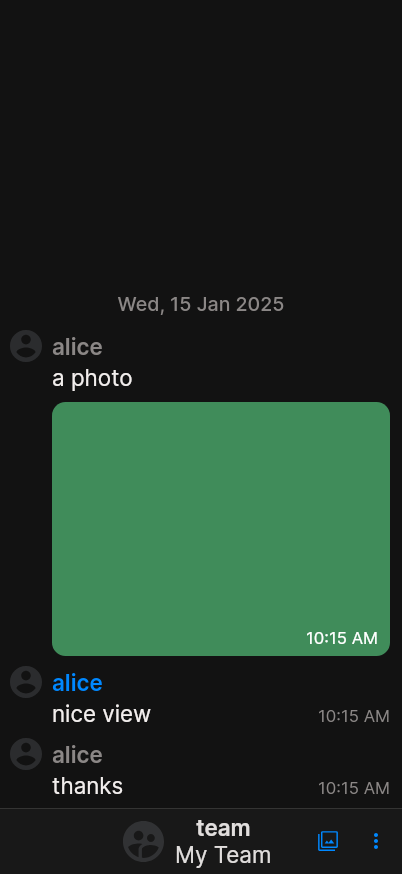 Wed, 15 Jan 2025
alice
a photo
10:15 AM
alice
nice view
10:15 AM
alice
thanks
10:15 AM
team
My Team